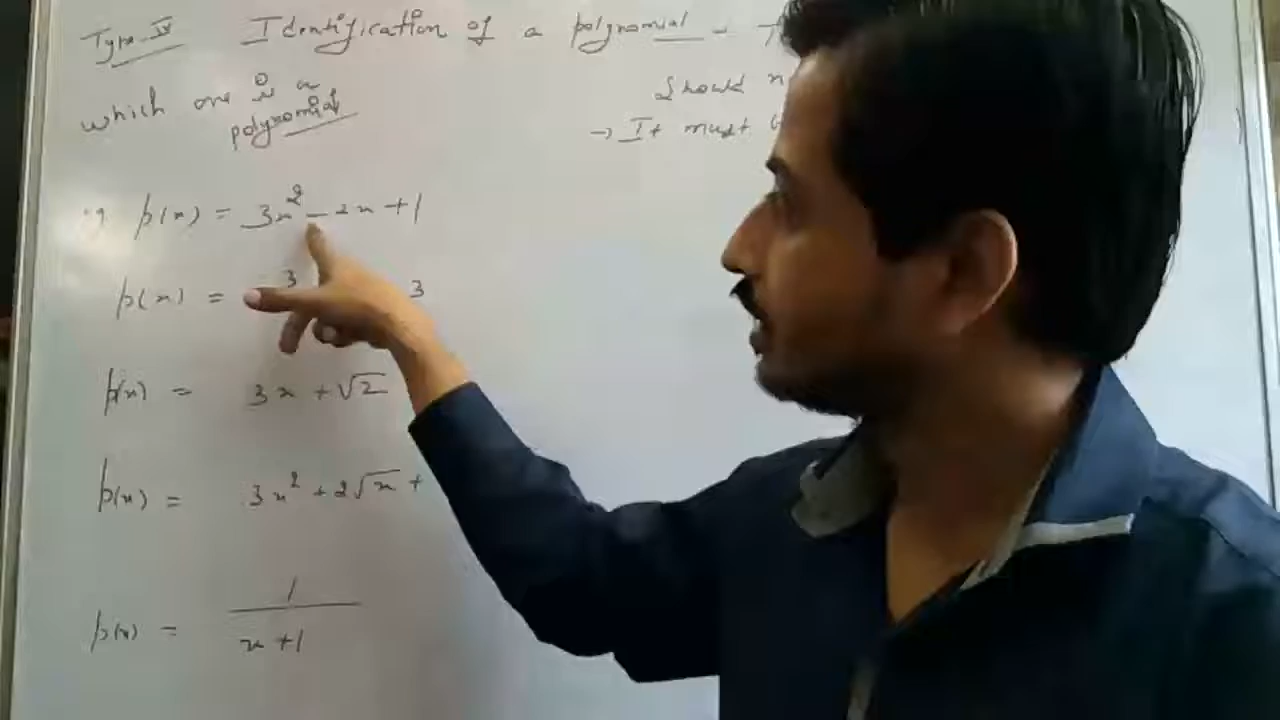 Type-IV Identification of a polynomial -
which one is a
polynomial
Should
→ It must
eg p(x) = 3x² - 2x + 1
p(x) = 3 3
p(x) = 3x + √2
p(x) = 3x² + 2√x +
p(x) = 1
x + 1